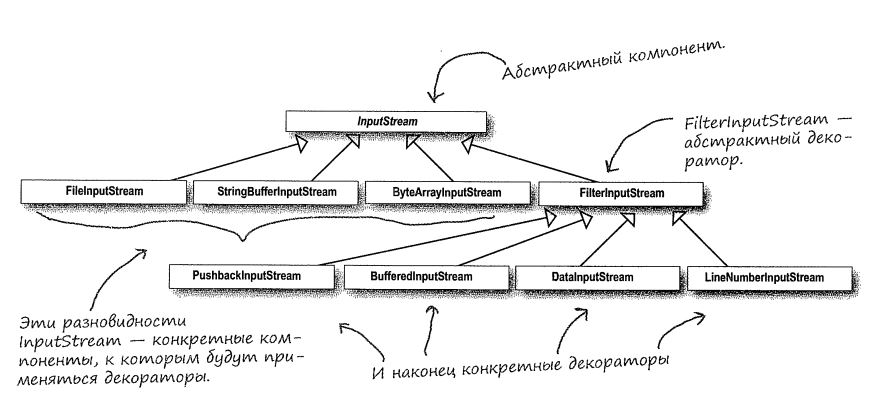 Абстрактный компонент.
InputStream
FilterInputStream —
абстрактный деко-
ратор.
FileInputStream
StringBufferInputStream
ByteArrayInputStream
FilterInputStream
PushbackInputStream
BufferedInputStream
DataInputStream
LineNumberInputStream
Эти разновидности
InputStream — конкретные ком-
поненты, к которым будут при-
меняться декораторы.
И наконец конкретные декораторы